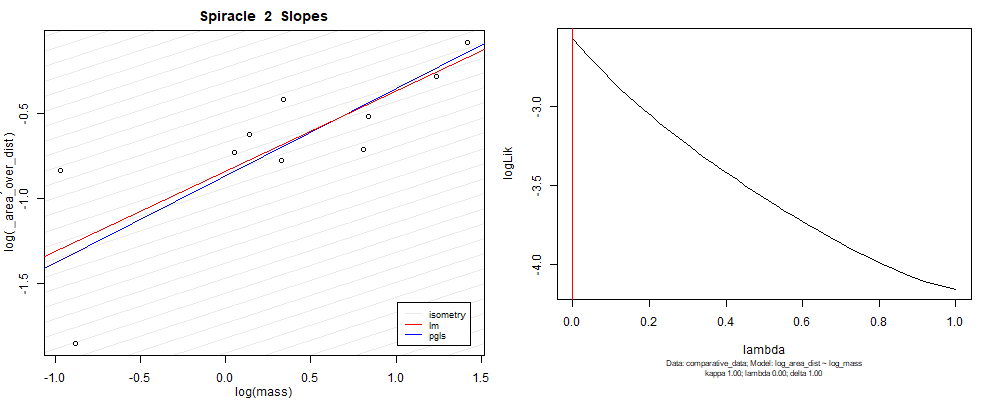 Spiracle 2 Slopes
log(_area_over_dist)
-0.5
-1.0
-1.5
isometry
lm
pgls
-1.0 -0.5 0.0 0.5 1.0 1.5
log(mass)
logLik
-3.0
-3.5
-4.0
0.0 0.2 0.4 0.6 0.8 1.0
lambda
Data: comparative_data; Model: log_area_dist ~ log_mass
kappa 1.00; lambda 0.00; delta 1.00